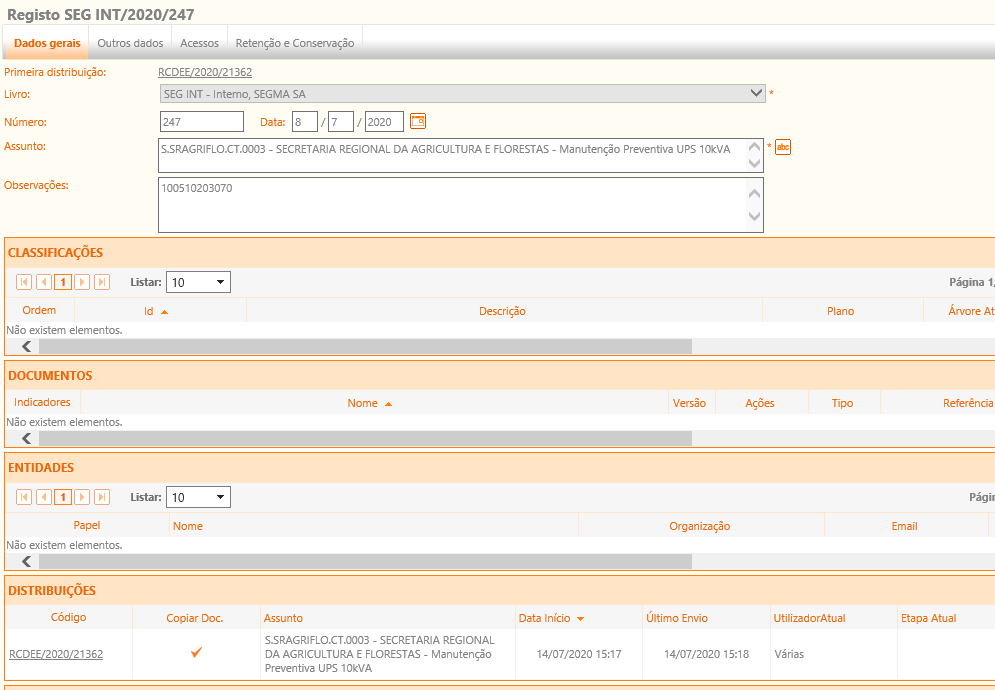 Registo SEG INT/2020/247
Dados gerais Outros dados Acessos Retenção e Conservação
Primeira distribuição: RCDEE/2020/21362
Livro: SEG INT - Interno, SEGMA SA *
Número: 247 Data: 8 / 7 / 2020
Assunto: S.SRAGRIFLO.CT.0003 - SECRETARIA REGIONAL DA AGRICULTURA E FLORESTAS - Manutenção Preventiva UPS 10kVA * abc
Observações: 100510203070
CLASSIFICAÇÕES
1 Listar: 10 Página 1/
Ordem Id Descrição Plano Árvore At
Não existem elementos.
DOCUMENTOS
Indicadores Nome Versão Ações Tipo Referência
Não existem elementos.
ENTIDADES
1 Listar: 10 Págin
Papel Nome Organização Email
Não existem elementos.
DISTRIBUIÇÕES
Código Copiar Doc. Assunto Data Início Último Envio UtilizadorAtual Etapa Atual
S.SRAGRIFLO.CT.0003 - SECRETARIA REGIONAL
RCDEE/2020/21362 DA AGRICULTURA E FLORESTAS - Manutenção 14/07/2020 15:17 14/07/2020 15:18 Várias
Preventiva UPS 10kVA